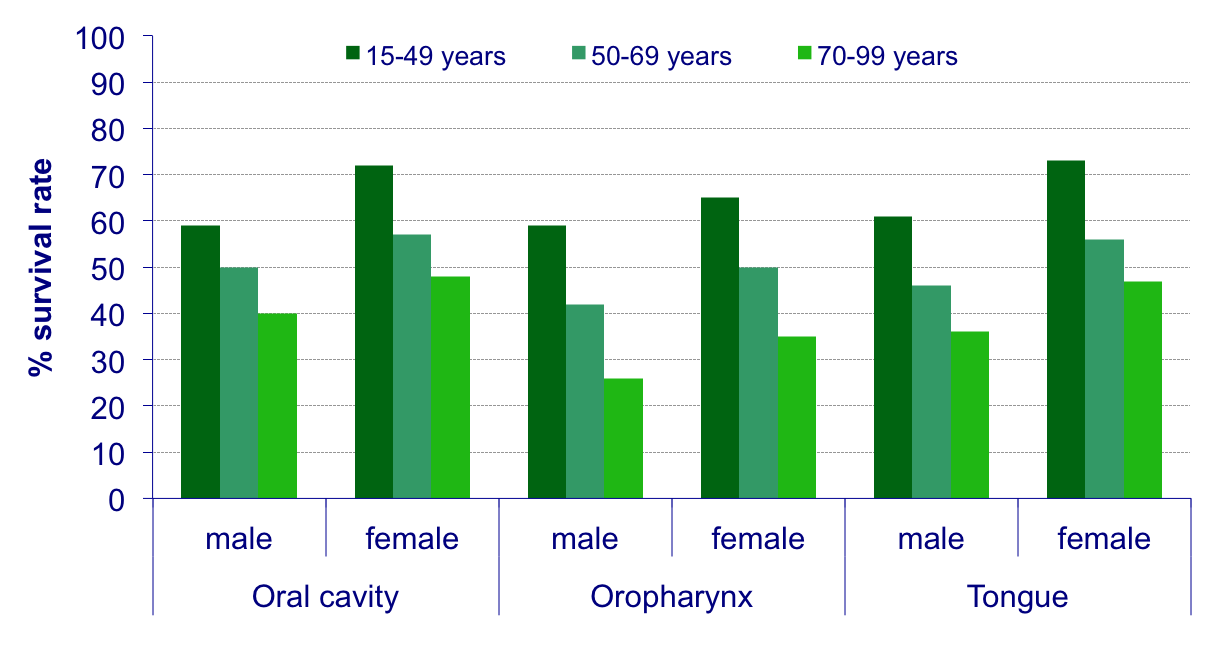 100
15-49 years 50-69 years 70-99 years
90
80
70
60
50
40
30
20
10
0
% survival rate
male female male female male female
Oral cavity Oropharynx Tongue